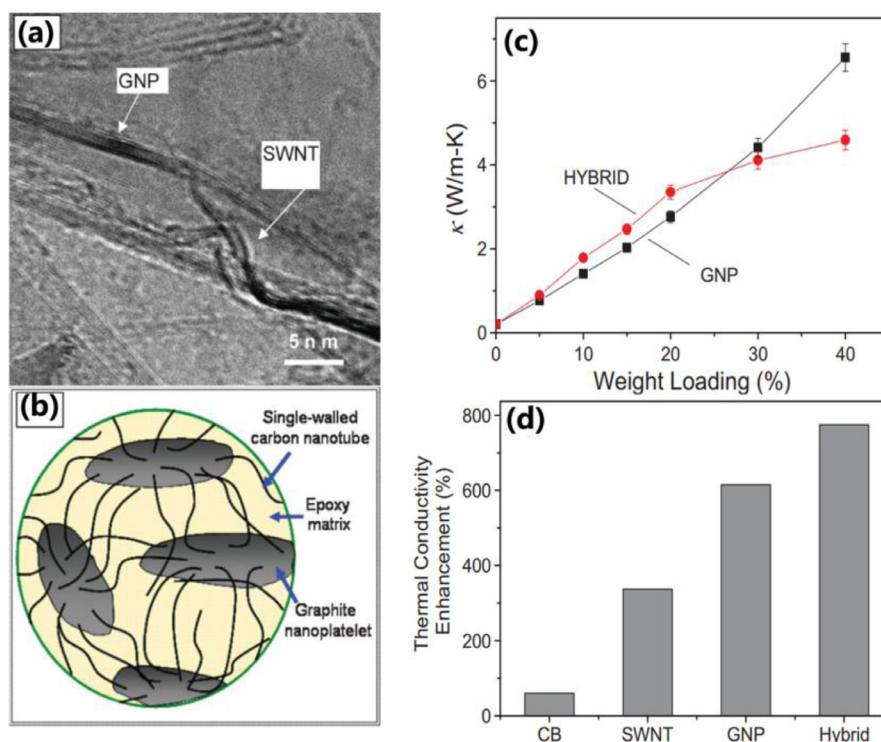 (a)
GNP
SWNT
5 n m
(b)
Single-walled
carbon nanotube
Epoxy
matrix
Graphite
nanoplatelet
(c)
κ (W/m-K)
6
4
2
0
HYBRID
GNP
0 10 20 30 40
Weight Loading (%)
(d)
Thermal Conductivity
Enhancement (%)
800
600
400
200
0
CB SWNT GNP Hybrid